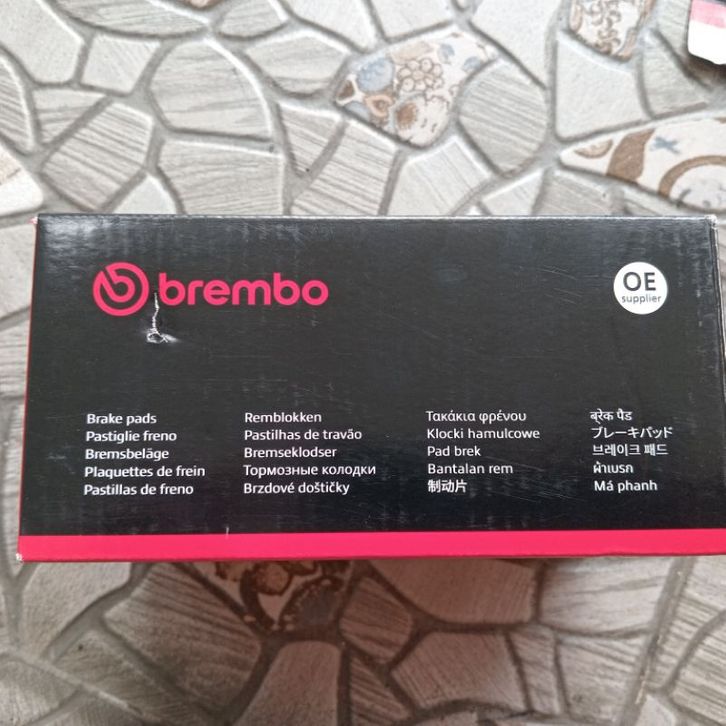 brembo
OE
supplier
Brake pads
Pastiglie freno
Bremsbeläge
Plaquettes de frein
Pastillas de freno
Remblokken
Pastilhas de travão
Bremseklodser
Тормозные колодки
Brzdové doštičky
Τακάκια φρένου
Klocki hamulcowe
Pad brek
Bantalan rem
制动片
ब्रेक पैड
ブレーキパッド
브레이크 패드
ผ้าเบรก
Má phanh